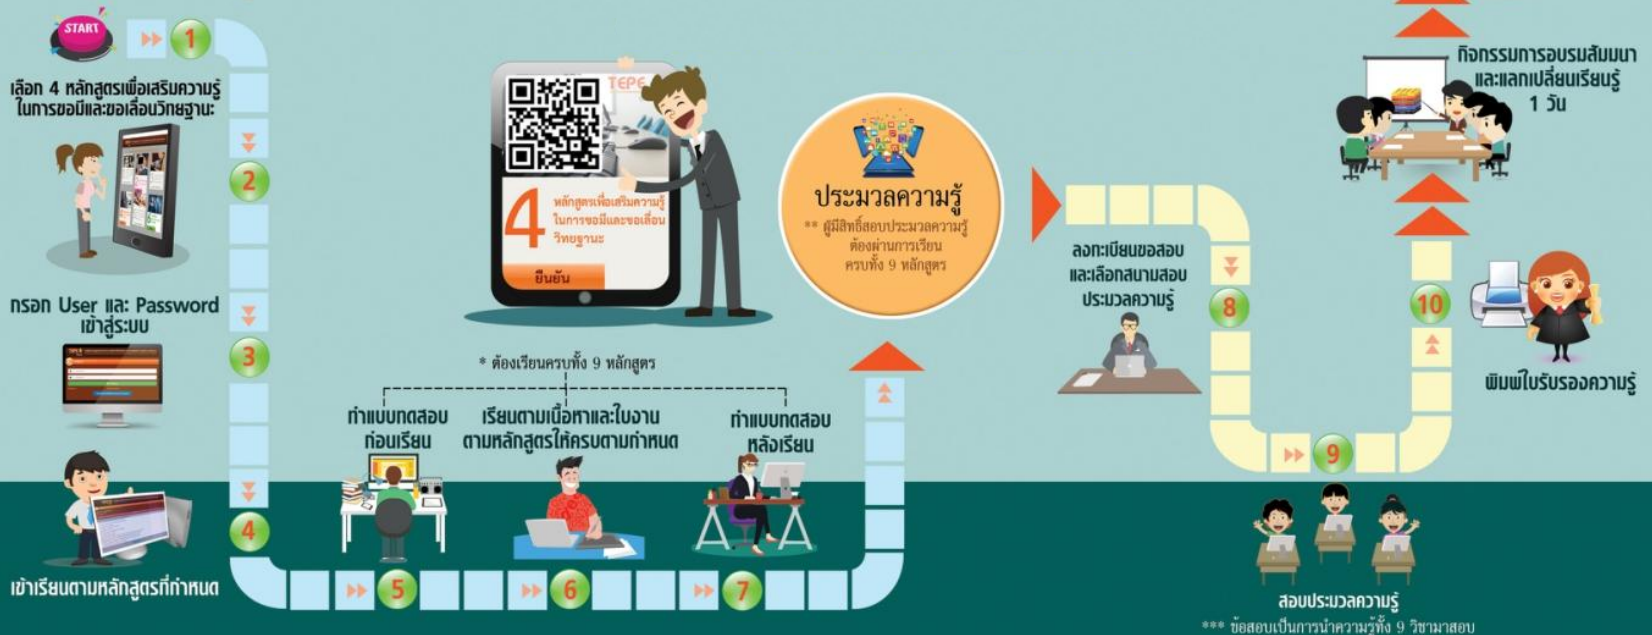 START
1
เลือก 4 หลักสูตรเพื่อเสริมความรู้
ในการขอมีและขอเลื่อนวิทยฐานะ
2
กรอก User และ Password
เข้าสู่ระบบ
3
4
เข้าเรียนตามหลักสูตรที่กำหนด
TEPE
4
หลักสูตรเพื่อเสริมความรู้
ในการขอมีและขอเลื่อน
วิทยฐานะ
ยืนยัน
* ต้องเรียนครบทั้ง 9 หลักสูตร
ทำแบบทดสอบ
ก่อนเรียน
5
เรียนตามเนื้อหาและใบงาน
ตามหลักสูตรให้ครบตามกำหนด
6
ทำแบบทดสอบ
หลังเรียน
7
ประมวลความรู้
** ผู้มีสิทธิ์สอบประมวลความรู้
ต้องผ่านการเรียน
ครบทั้ง 9 หลักสูตร
ลงทะเบียนขอสอบ
และเลือกสนามสอบ
ประมวลความรู้
8
9
สอบประมวลความรู้
*** ข้อสอบเป็นการนำความรู้ทั้ง 9 วิชามาสอบ
10
พิมพ์ใบรับรองความรู้
กิจกรรมการอบรมสัมมนา
และแลกเปลี่ยนเรียนรู้
1 วัน